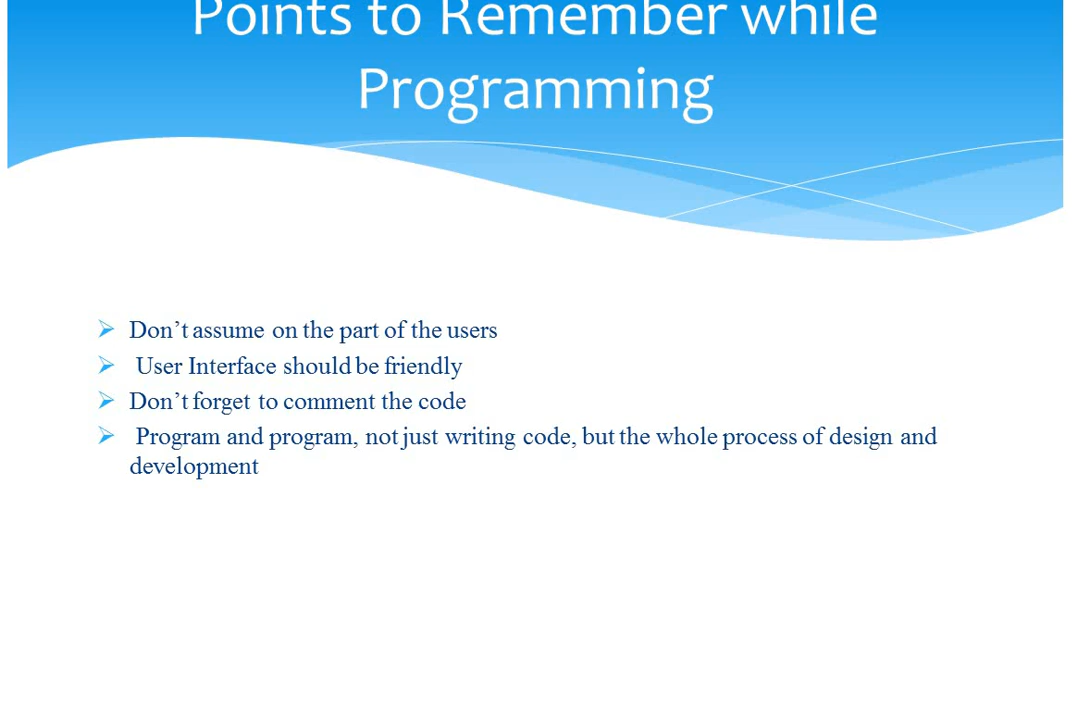 Points to Remember while
Programming
Don’t assume on the part of the users
User Interface should be friendly
Don’t forget to comment the code
Program and program, not just writing code, but the whole process of design and
development